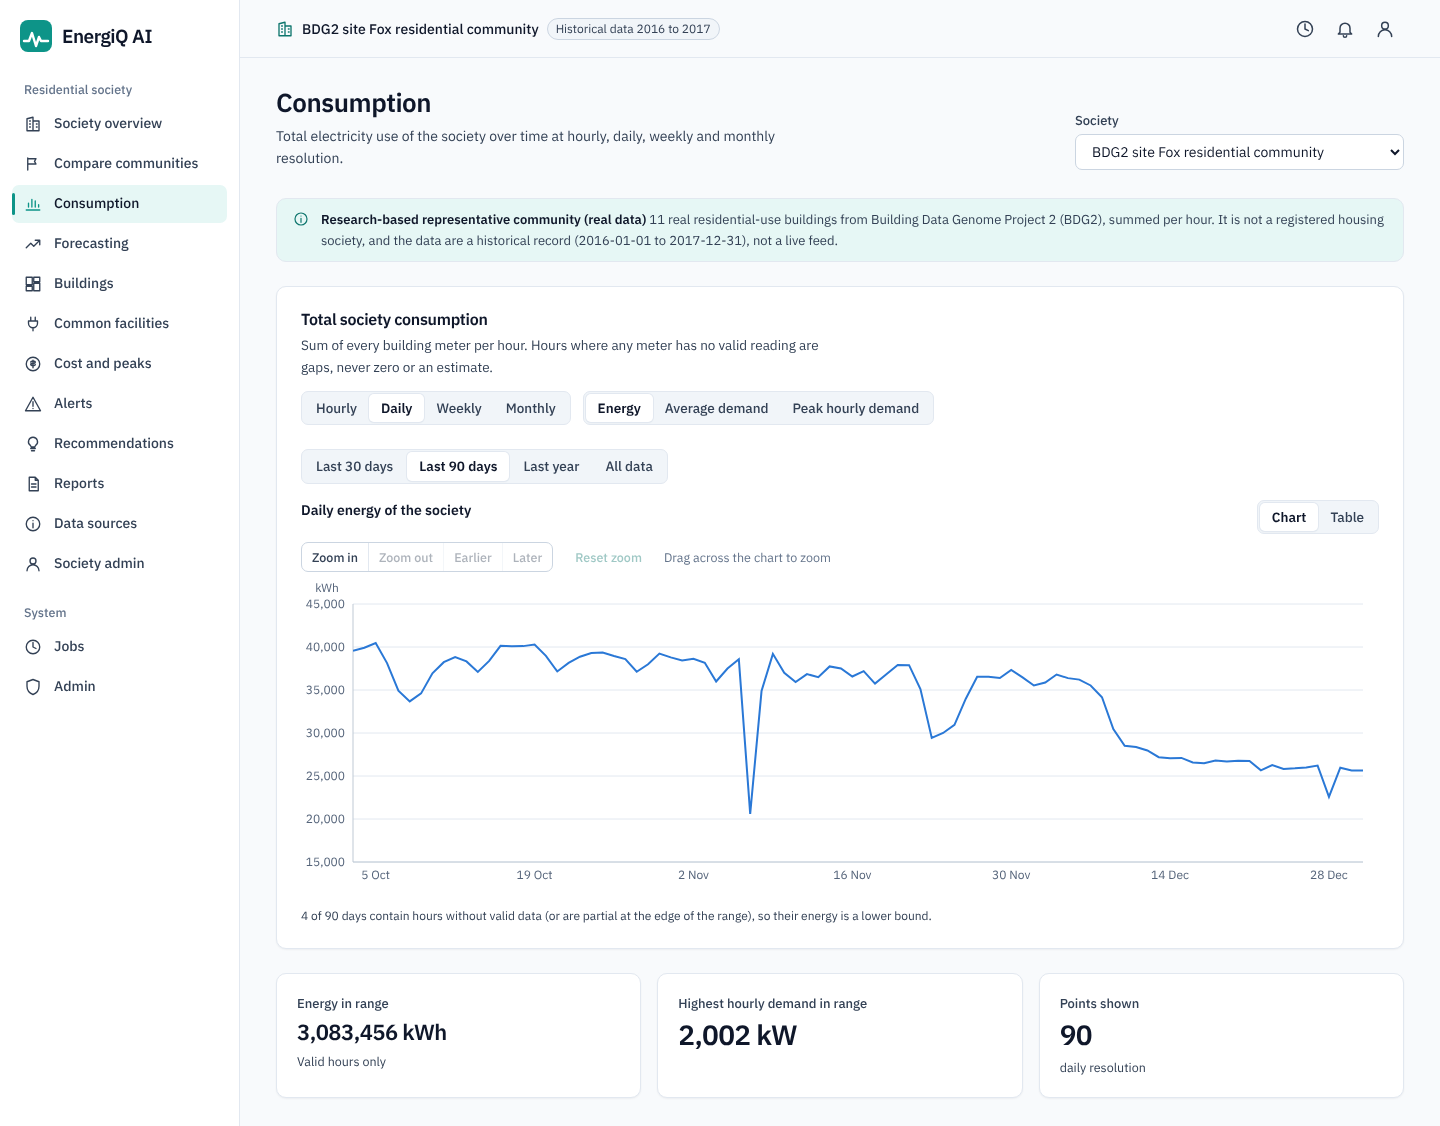 EnergiQ AI
Residential society
Society overview
Compare communities
Consumption
Forecasting
Buildings
Common facilities
Cost and peaks
Alerts
Recommendations
Reports
Data sources
Society admin
System
Jobs
Admin
BDG2 site Fox residential community
Historical data 2016 to 2017
Consumption
Total electricity use of the society over time at hourly, daily, weekly and monthly
resolution.
Society
BDG2 site Fox residential community
Research-based representative community (real data) 11 real residential-use buildings from Building Data Genome Project 2 (BDG2), summed per hour. It is not a registered housing
society, and the data are a historical record (2016-01-01 to 2017-12-31), not a live feed.
Total society consumption
Sum of every building meter per hour. Hours where any meter has no valid reading are
gaps, never zero or an estimate.
Hourly Daily Weekly Monthly Energy Average demand Peak hourly demand
Last 30 days Last 90 days Last year All data
Daily energy of the society
Chart Table
Zoom in Zoom out Earlier Later Reset zoom Drag across the chart to zoom
kWh
45,000
40,000
35,000
30,000
25,000
20,000
15,000
5 Oct 19 Oct 2 Nov 16 Nov 30 Nov 14 Dec 28 Dec
4 of 90 days contain hours without valid data (or are partial at the edge of the range), so their energy is a lower bound.
Energy in range
3,083,456 kWh
Valid hours only
Highest hourly demand in range
2,002 kW
Points shown
90
daily resolution